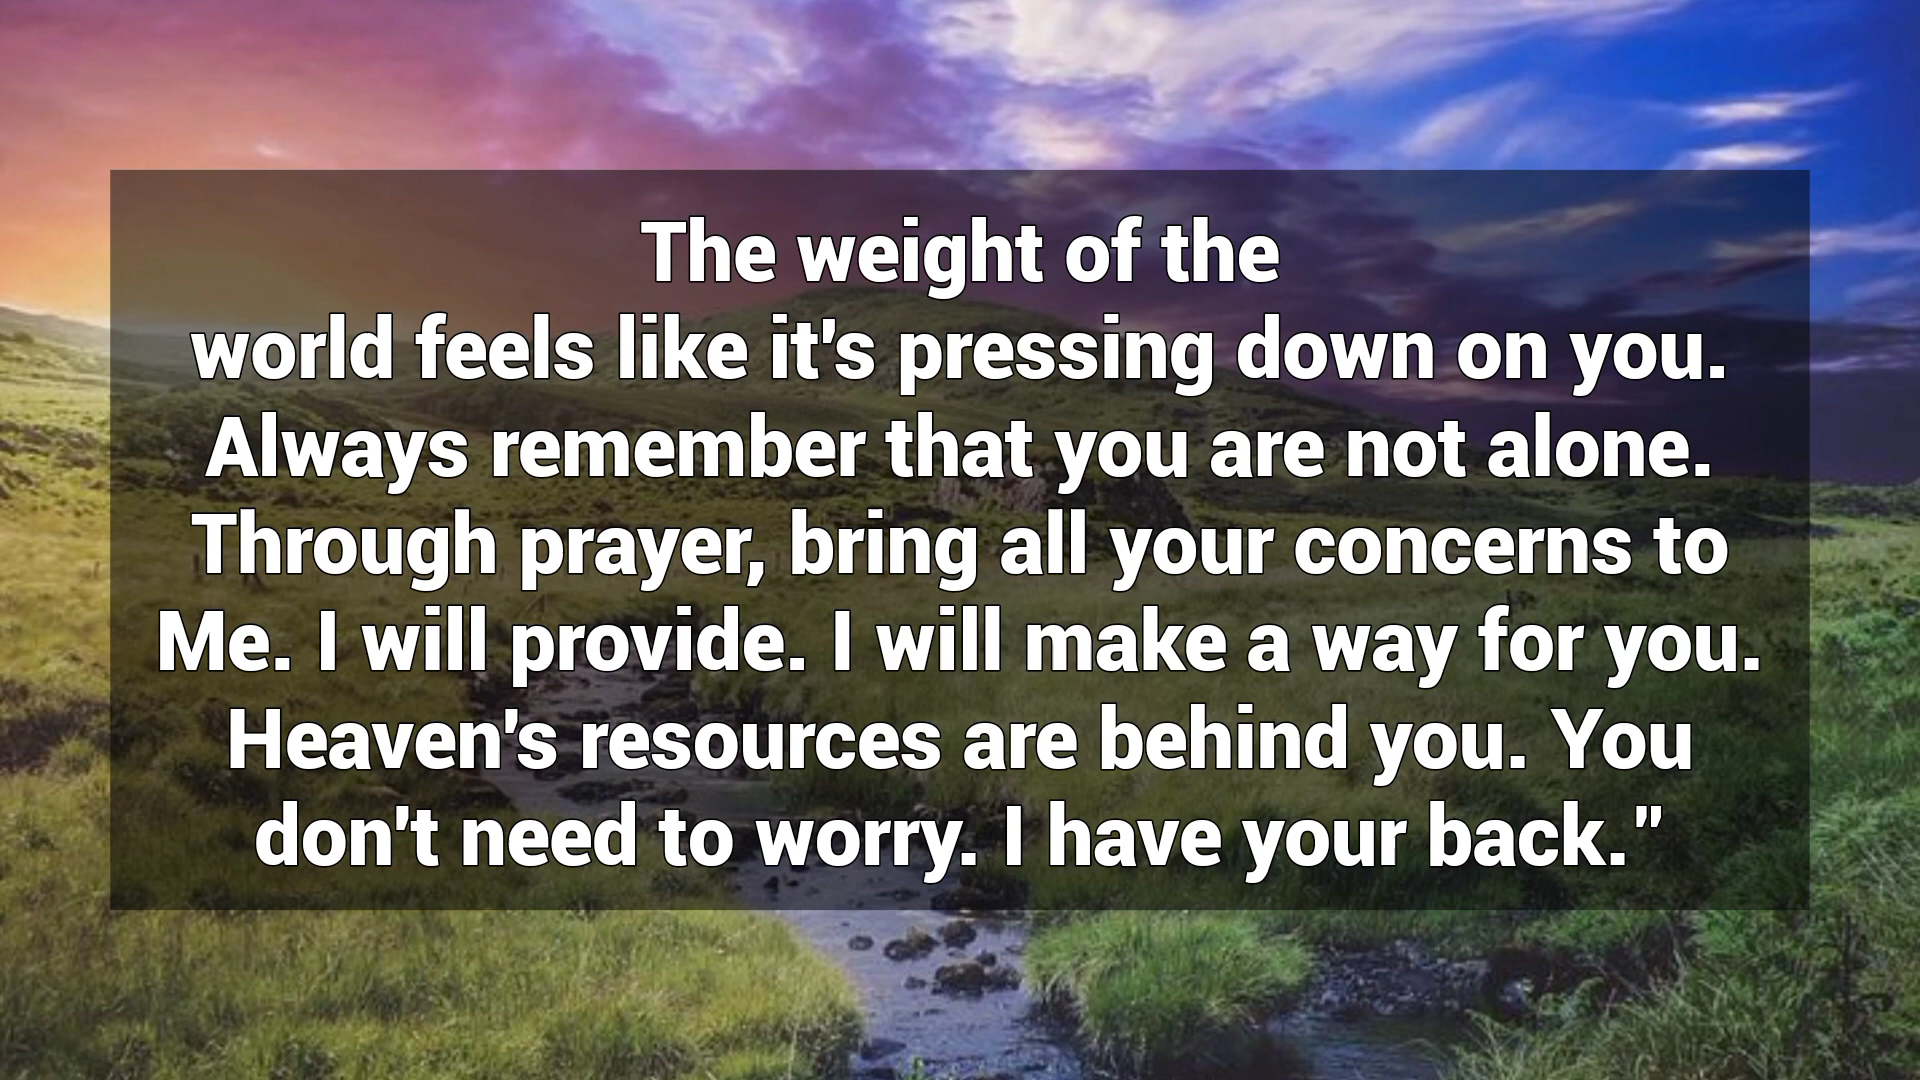 The weight of the
world feels like it's pressing down on you.
Always remember that you are not alone.
Through prayer, bring all your concerns to
Me. I will provide. I will make a way for you.
Heaven's resources are behind you. You
don't need to worry. I have your back."